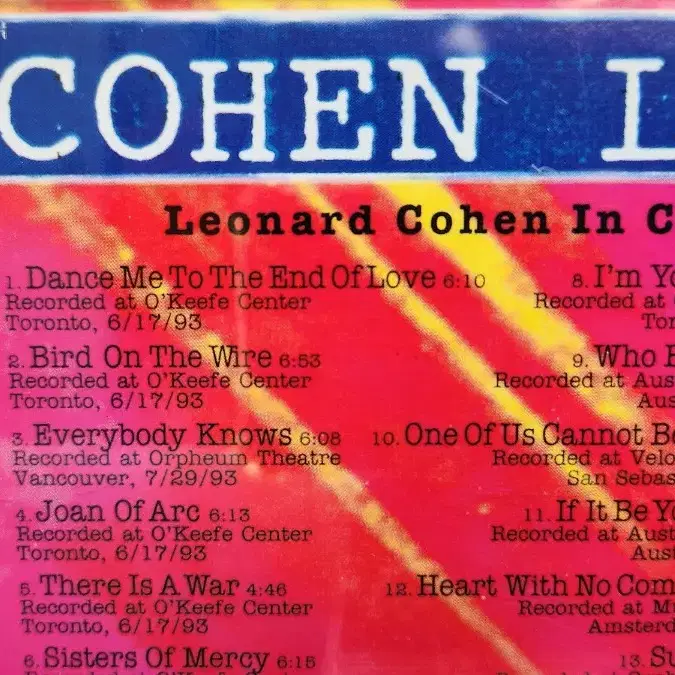 COHEN L
Leonard Cohen In C
1. Dance Me To The End Of Love 6:10
Recorded at O'Keefe Center
Toronto, 6/17/93
2. Bird On The Wire 6:53
Recorded at O'Keefe Center
Toronto, 6/17/93
3. Everybody Knows 6:08
Recorded at Orpheum Theatre
Vancouver, 7/29/93
4. Joan Of Arc 6:13
Recorded at O'Keefe Center
Toronto, 6/17/93
5. There Is A War 4:46
Recorded at O'Keefe Center
Toronto, 6/17/93
6. Sisters Of Mercy 6:15
8. I'm Yo
Recorded at
Tor
9. Who
Recorded at Aus
Aus
10. One Of Us Cannot Be
Recorded at Velo
San Sebas
11. If It Be Yo
Recorded at Aust
Aust
12. Heart With No Com
Recorded at Mu
Amsterd
13. Su